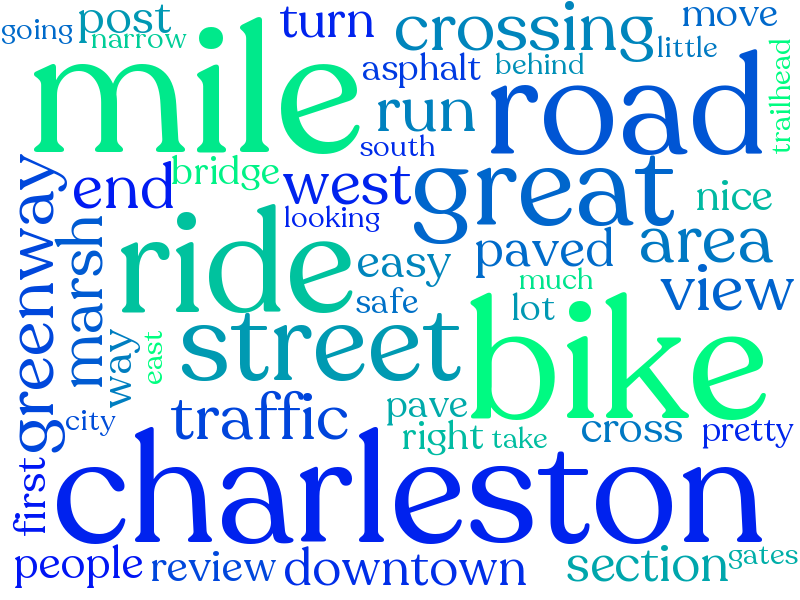 going post turn crossing move
narrow little
mile asphalt behind road trailhead
run
south
bridge
end west great nice
looking
greenway marsh ride easy paved area
much view
safe lot
way east street bike
city traffic pave cross pretty
right take
first charleston
people review downtown section gates